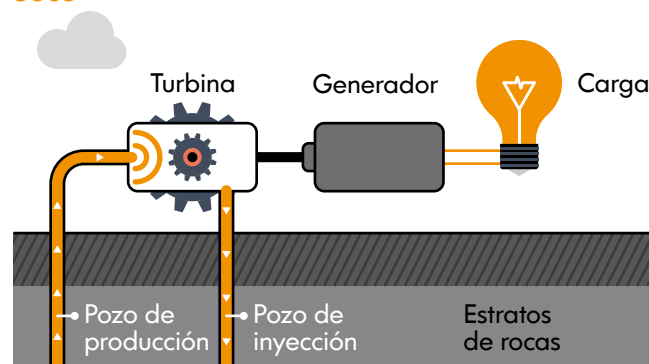 Turbina
Generador
Carga
Pozo de
producción
Pozo de
inyección
Estratos
de rocas